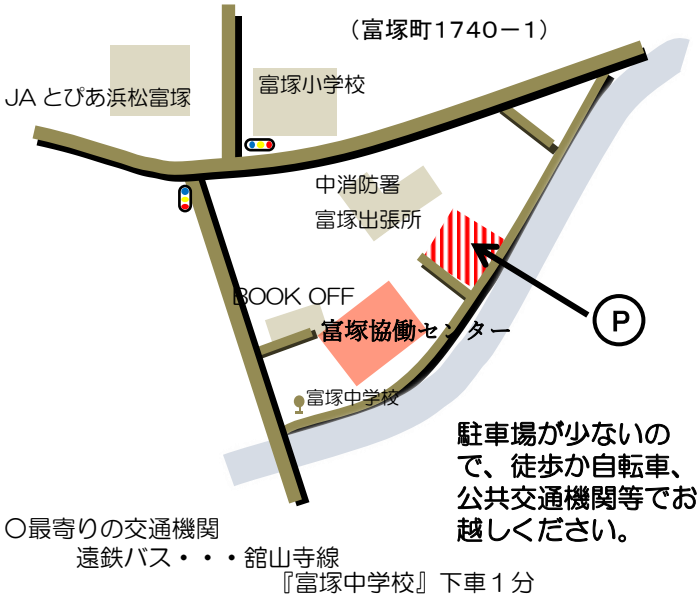 （富塚町1740－1）
JA とぴあ浜松富塚
富塚小学校
中消防署
富塚出張所
BOOK OFF
富塚協働センター
P
富塚中学校
駐車場が少ないの
で、徒歩か自転車、
公共交通機関等でお
越しください。
〇最寄りの交通機関
遠鉄バス・・・舘山寺線
『富塚中学校』下車１分